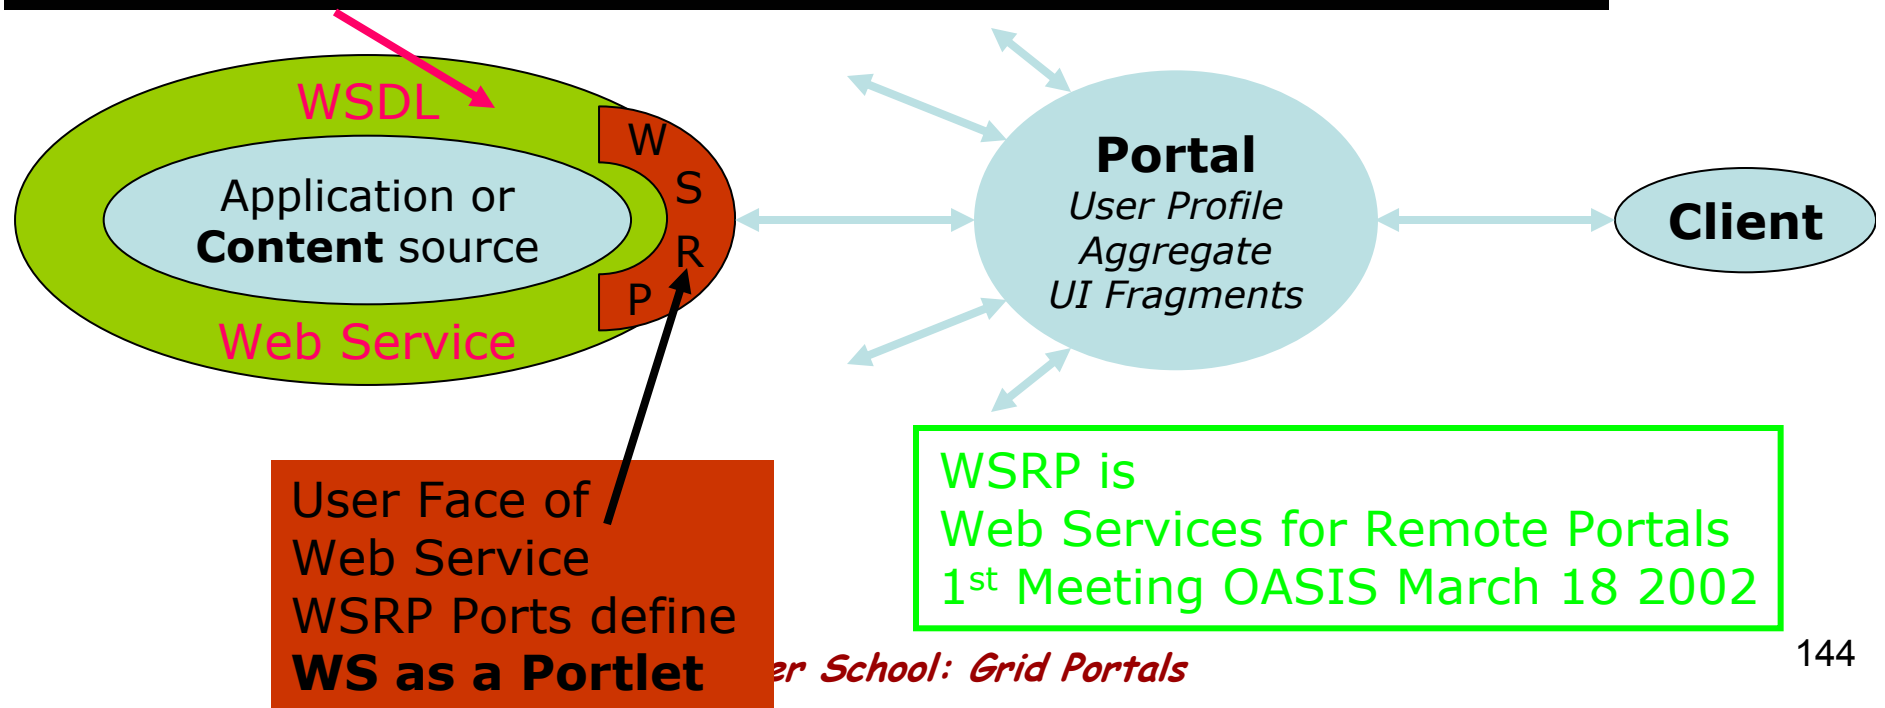 WSDL
Application or
Content source
Web Service
W
S
R
P
Portal
User Profile
Aggregate
UI Fragments
Client
User Face of
Web Service
WSRP Ports define
WS as a Portlet
WSRP is
Web Services for Remote Portals
1st Meeting OASIS March 18 2002
School: Grid Portals
144